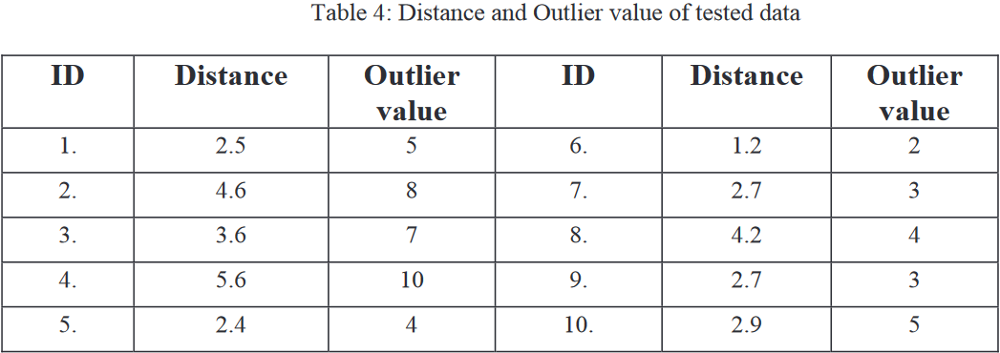 Table 4: Distance and Outlier value of tested data
ID Distance Outlier value ID Distance Outlier value
1. 2.5 5 6. 1.2 2
2. 4.6 8 7. 2.7 3
3. 3.6 7 8. 4.2 4
4. 5.6 10 9. 2.7 3
5. 2.4 4 10. 2.9 5